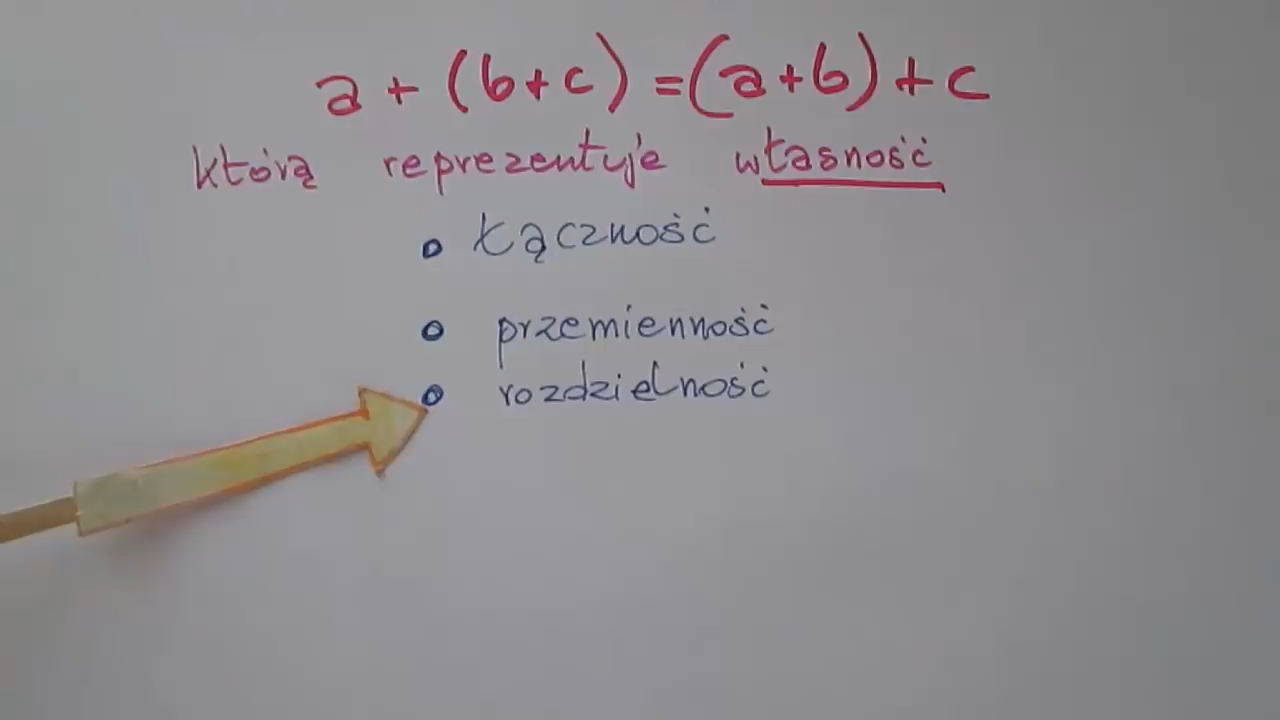 a + (b+c) = (a+b) + c
którą reprezentuje własność
• łączność
• przemienność
• rozdzielność